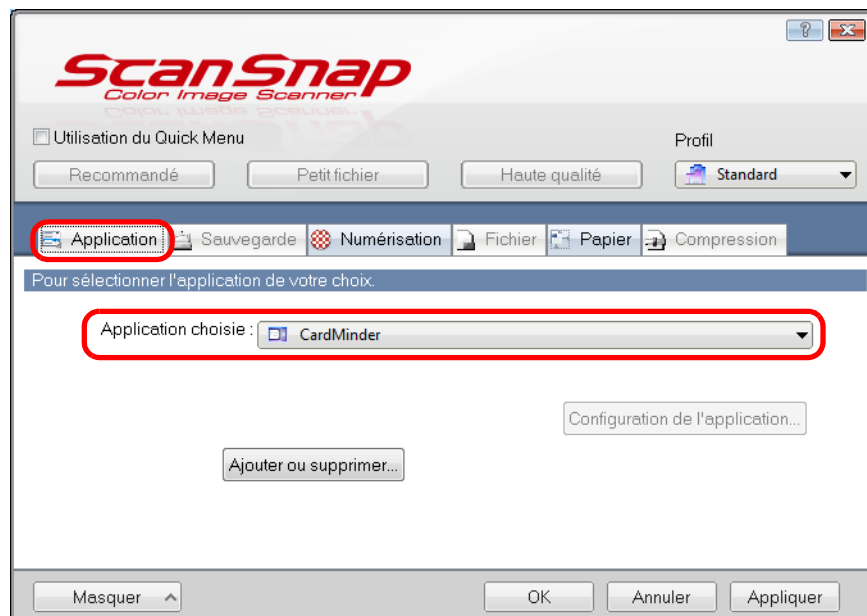 ScanSnap
Color Image Scanner
Utilisation du Quick Menu
Profil
Recommandé Petit fichier Haute qualité Standard
Application Sauvegarde Numérisation Fichier Papier Compression
Pour sélectionner l'application de votre choix.
Application choisie : CardMinder
Configuration de l'application...
Ajouter ou supprimer...
Masquer OK Annuler Appliquer